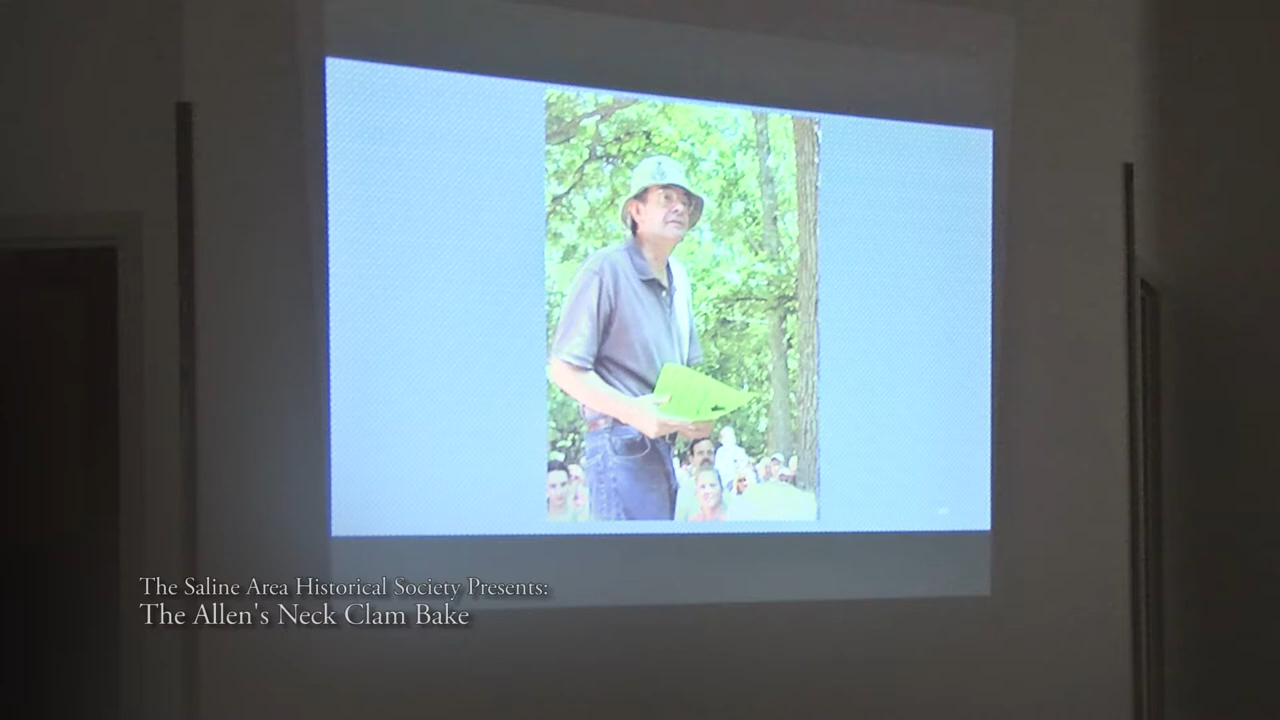 The Saline Area Historical Society Presents:
The Allen's Neck Clam Bake